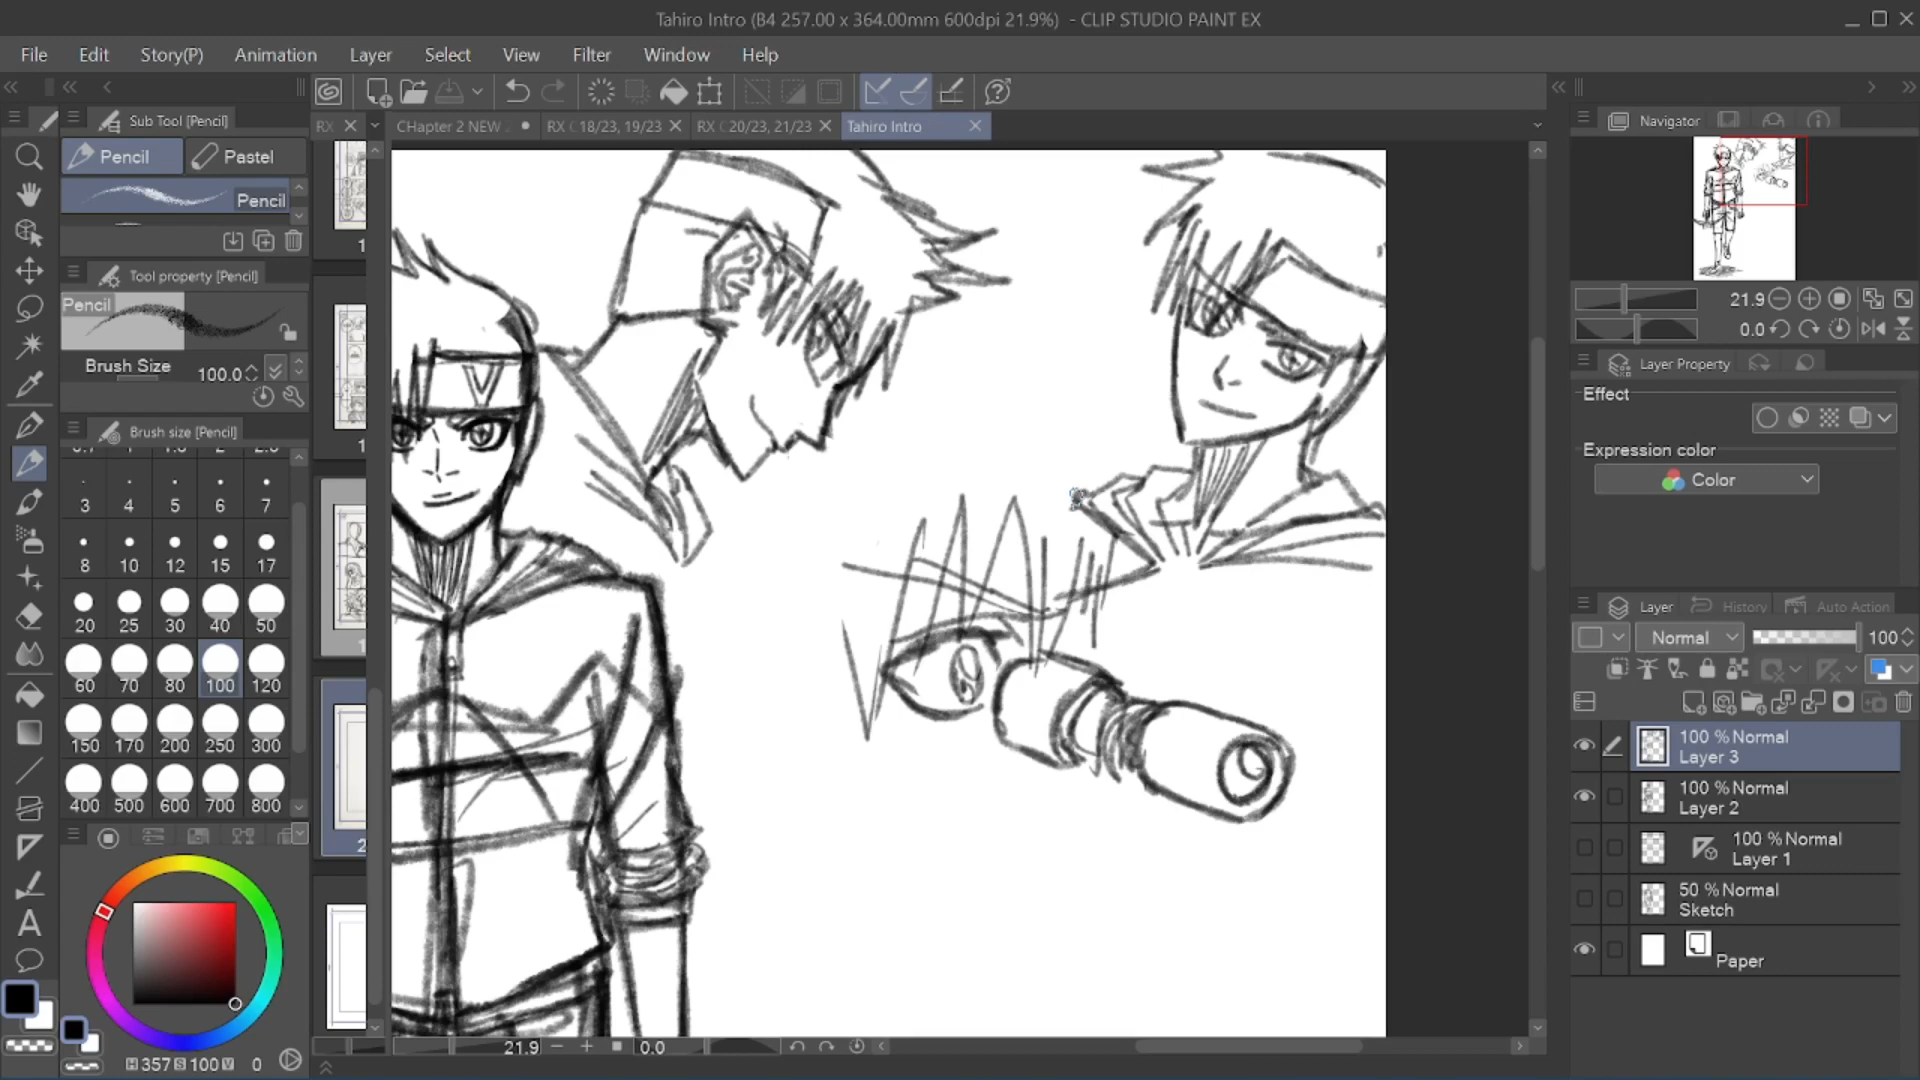 Tahiro Intro (B4 257.00 x 364.00mm 600dpi 21.9%) - CLIP STUDIO PAINT EX
File Edit Story(P) Animation Layer Select View Filter Window Help
Sub Tool [Pencil]
Pencil Pastel
Pencil
Tool property [Pencil]
Pencil
Brush Size 100.0
Brush size [Pencil]
3 4 5 6 7
8 10 12 15 17
20 25 30 40 50
60 70 80 100 120
150 170 200 250 300
400 500 600 700 800
H 357 S 100 V 0
RX
CHapter 2 NEW
RX ( 18/23, 19/23
RX ( 20/23, 21/23
Tahiro Intro
1
1
1
2
V
21.9 0.0
Navigator
21.9
0.0
Layer Property
Effect
Expression color
Color
Layer History Auto Action
Normal 100
100 % Normal
Layer 3
100 % Normal
Layer 2
100 % Normal
Layer 1
50 % Normal
Sketch
Paper
A